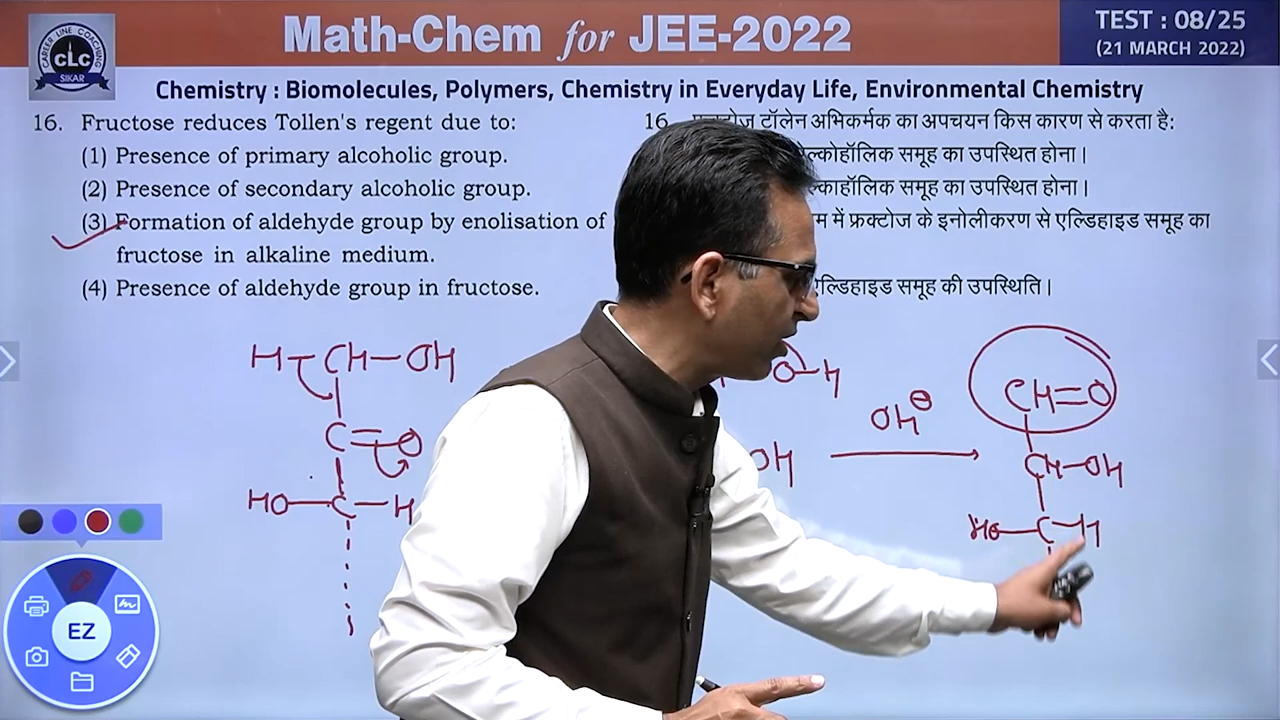 CAREER LINE COACHING
CLC
SIKAR
Math-Chem for JEE-2022
TEST : 08/25
(21 MARCH 2022)
Chemistry : Biomolecules, Polymers, Chemistry in Everyday Life, Environmental Chemistry
16. Fructose reduces Tollen's regent due to:
(1) Presence of primary alcoholic group.
(2) Presence of secondary alcoholic group.
(3) Formation of aldehyde group by enolisation of
fructose in alkaline medium.
(4) Presence of aldehyde group in fructose.
16. टॉलेन अभिकर्मक का अपचयन किस कारण से करता है:
समूह का उपस्थित होना।
समूह का उपस्थित होना।
में फ्रक्टोज के इनोलीकरण से एल्डिहाइड समूह का
समूह की उपस्थिति।
H-CH-OH
C=O
HO-C-H
O-H
OH
OH⊖
CH=O
CH-OH
HO-C-H
EZ